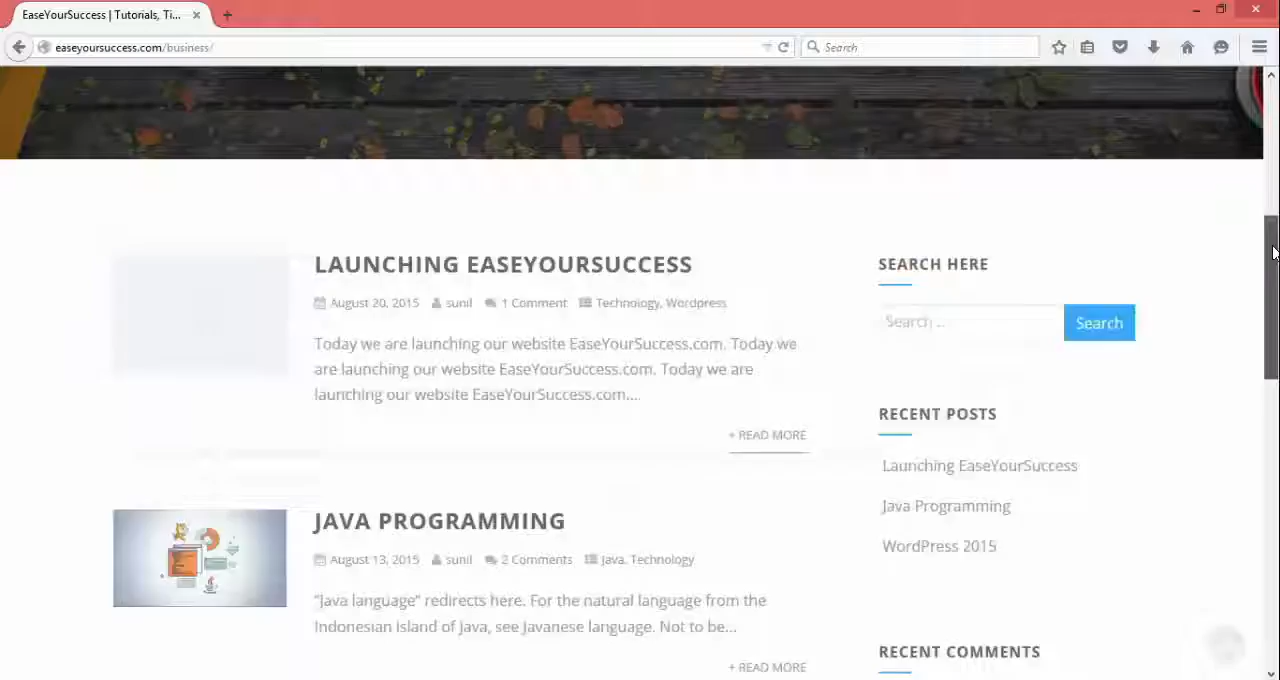 EaseYourSuccess | Tutorials, Ti...
easeyoursuccess.com/business/
Search
LAUNCHING EASEYOURSUCCESS
August 20, 2015 sunil 1 Comment Technology, Wordpress
Today we are launching our website EaseYourSuccess.com. Today we
are launching our website EaseYourSuccess.com. Today we are
launching our website EaseYourSuccess.com....
+ READ MORE
JAVA PROGRAMMING
August 13, 2015 sunil 2 Comments Java, Technology
“Java language” redirects here. For the natural language from the
Indonesian island of Java, see Javanese language. Not to be...
+ READ MORE
SEARCH HERE
Search ...
Search
RECENT POSTS
Launching EaseYourSuccess
Java Programming
WordPress 2015
RECENT COMMENTS